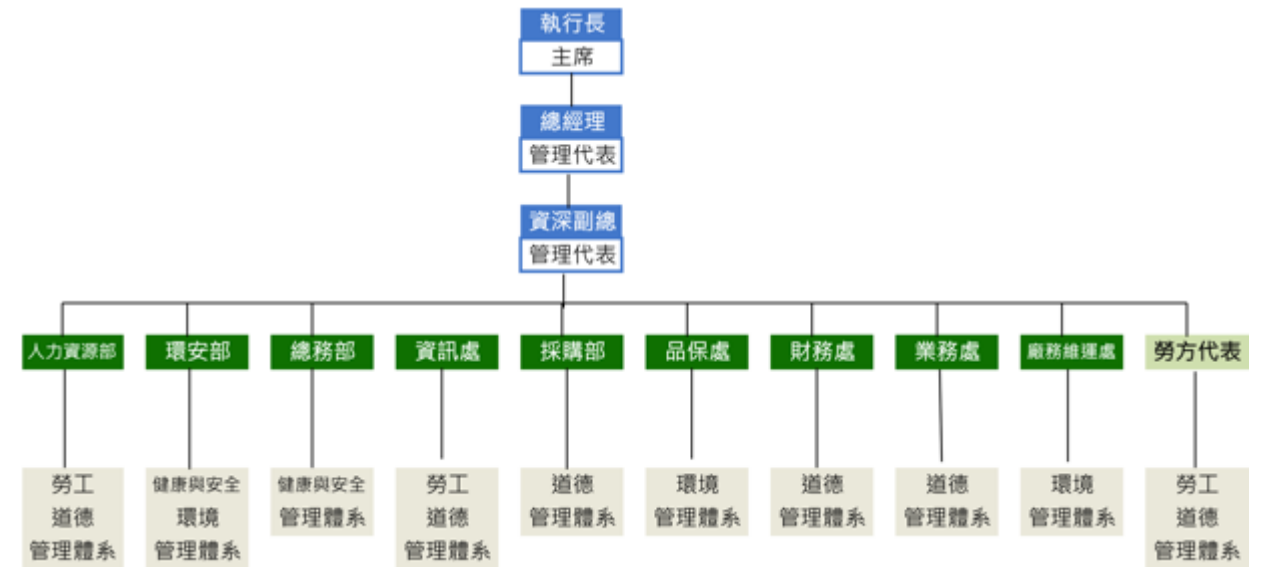 執行長
主席
總經理
管理代表
資深副總
管理代表
人力資源部 環安部 總務部 資訊處 採購部 品保處 財務處 業務處 廠務維運處 勞方代表
勞工 健康與安全 健康與安全 勞工 道德 環境 道德 道德 環境 勞工
道德 環境 管理體系 道德 管理體系 管理體系 管理體系 管理體系 管理體系 道德
管理體系 管理體系 管理體系 管理體系